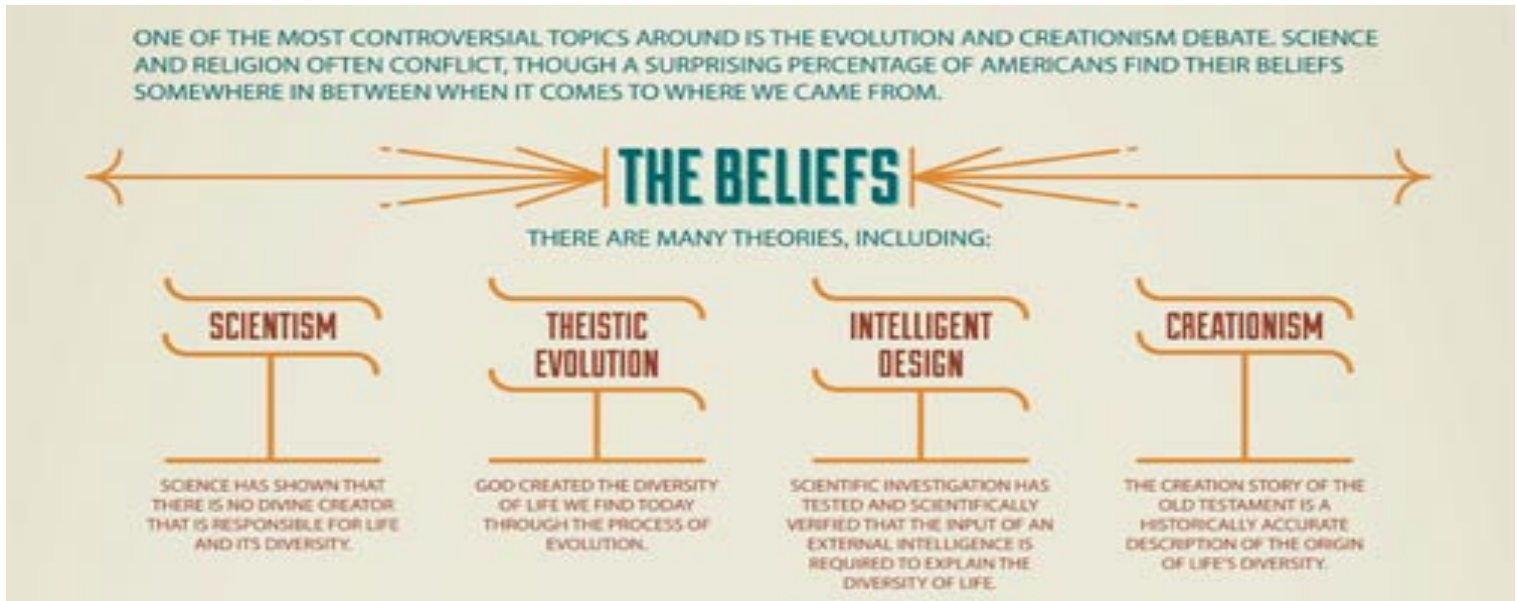 ONE OF THE MOST CONTROVERSIAL TOPICS AROUND IS THE EVOLUTION AND CREATIONISM DEBATE. SCIENCE
AND RELIGION OFTEN CONFLICT, THOUGH A SURPRISING PERCENTAGE OF AMERICANS FIND THEIR BELIEFS
SOMEWHERE IN BETWEEN WHEN IT COMES TO WHERE WE CAME FROM.
THE BELIEFS
THERE ARE MANY THEORIES, INCLUDING:
SCIENTISM
SCIENCE HAS SHOWN THAT
THERE IS NO DIVINE CREATOR
THAT IS RESPONSIBLE FOR LIFE
AND ITS DIVERSITY.
THEISTIC
EVOLUTION
GOD CREATED THE DIVERSITY
OF LIFE WE FIND TODAY
THROUGH THE PROCESS OF
EVOLUTION.
INTELLIGENT
DESIGN
SCIENTIFIC INVESTIGATION HAS
TESTED AND SCIENTIFICALLY
VERIFIED THAT THE INPUT OF AN
EXTERNAL INTELLIGENCE IS
REQUIRED TO EXPLAIN THE
DIVERSITY OF LIFE.
CREATIONISM
THE CREATION STORY OF THE
OLD TESTAMENT IS A
HISTORICALLY ACCURATE
DESCRIPTION OF THE ORIGIN
OF LIFE'S DIVERSITY.